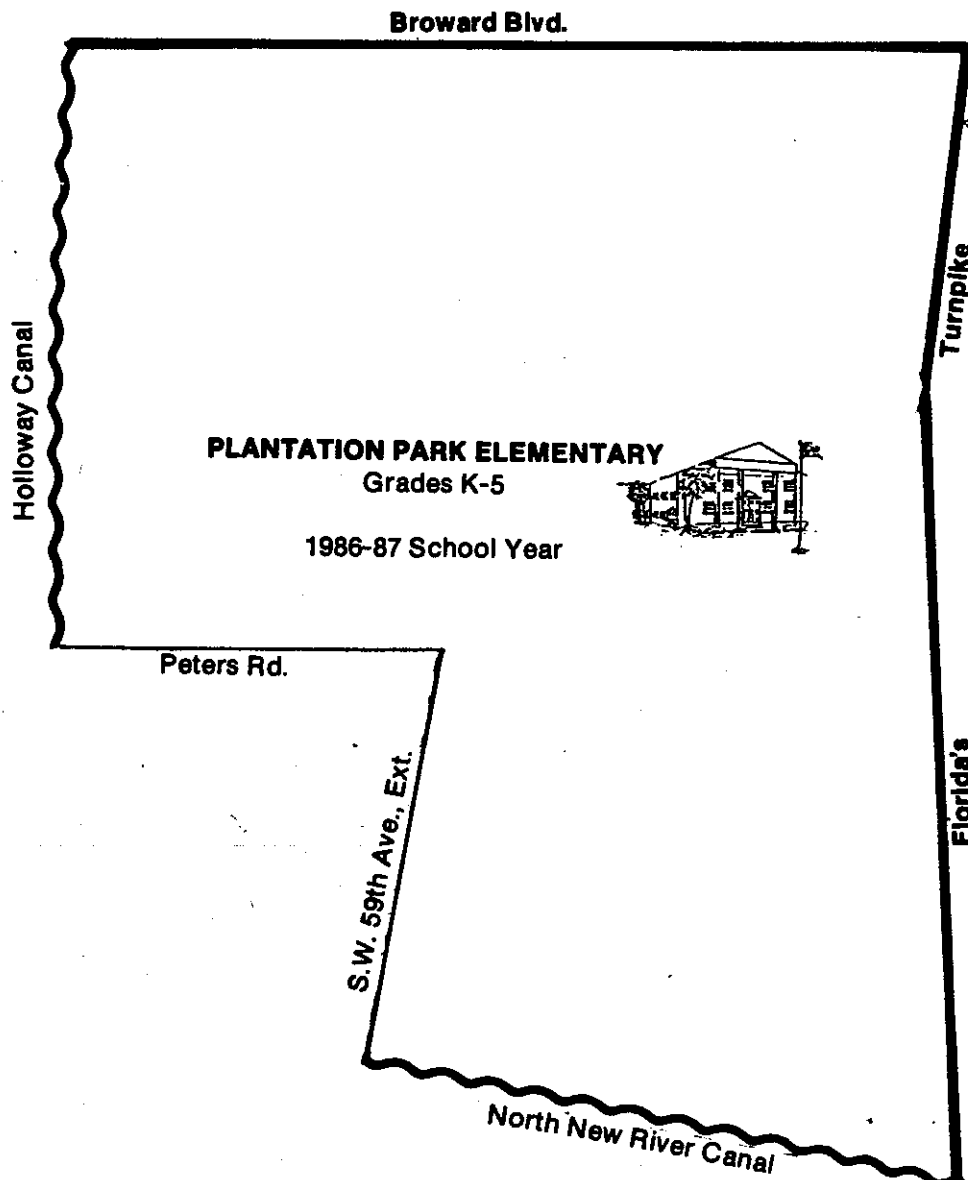 Broward Blvd.
Turnpike
Holloway Canal
PLANTATION PARK ELEMENTARY
Grades K-5
1986-87 School Year
Peters Rd.
S.W. 59th Ave., Ext.
Florida's
North New River Canal